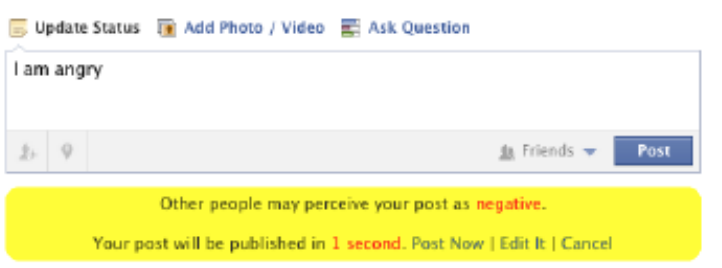 Update Status Add Photo / Video Ask Question
I am angry
Friends Post
Other people may perceive your post as negative.
Your post will be published in 1 second. Post Now | Edit It | Cancel